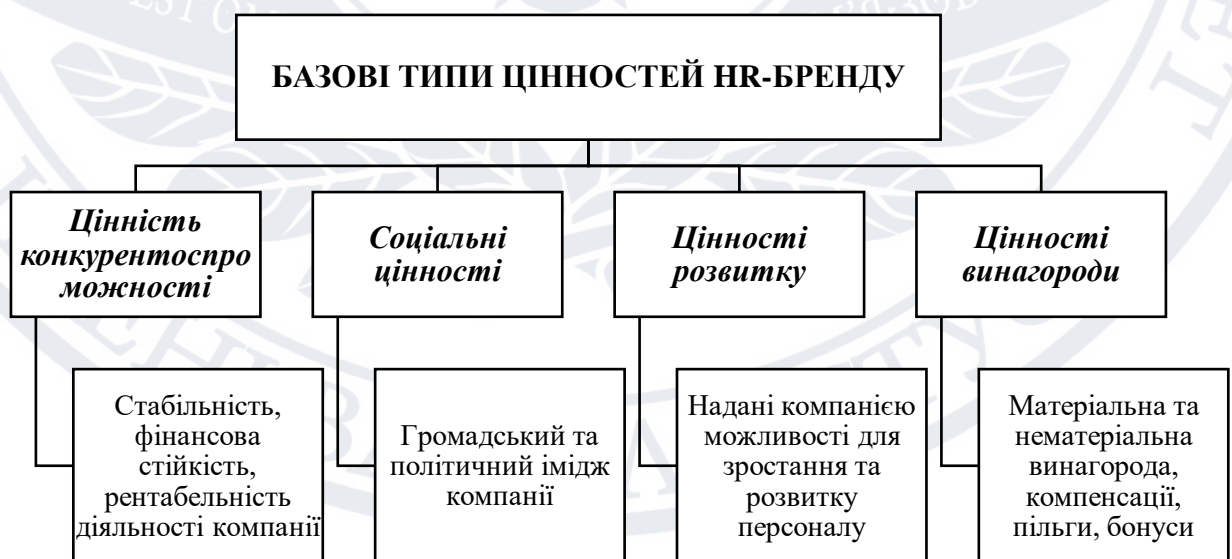 БАЗОВІ ТИПИ ЦІННОСТЕЙ HR-БРЕНДУ
Цінність
конкурентоспро
можності
Соціальні
цінності
Цінності
розвитку
Цінності
винагороди
Стабільність,
фінансова
стійкість,
рентабельність
діяльності компанії
Громадський та
політичний імідж
компанії
Надані компанією
можливості для
зростання та
розвитку
персоналу
Матеріальна та
нематеріальна
винагорода,
компенсації,
пільги, бонуси